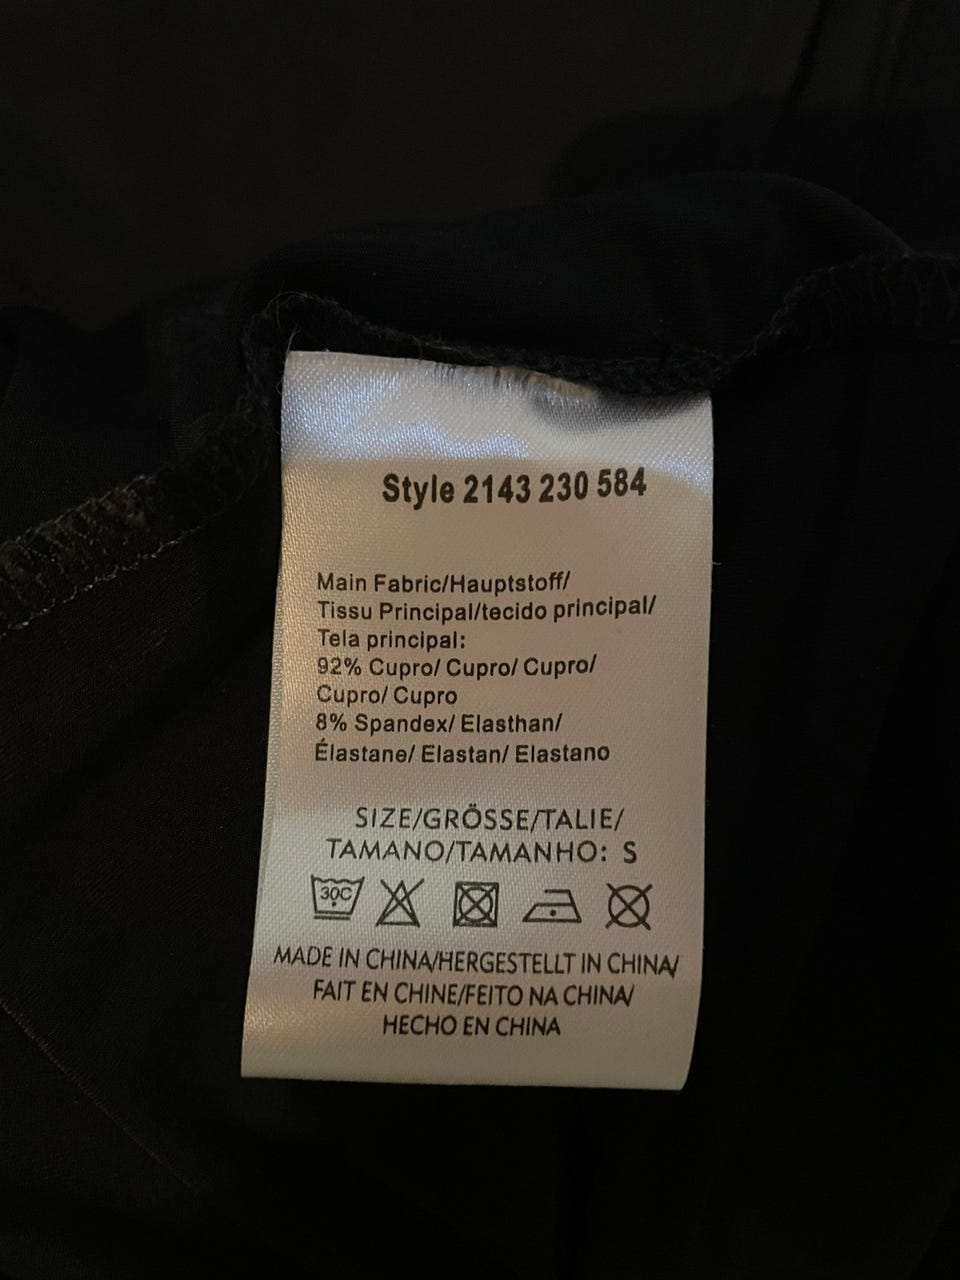 Style 2143 230 584
Main Fabric/Hauptstoff/
Tissu Principal/tecido principal/
Tela principal:
92% Cupro/ Cupro/ Cupro/
Cupro/ Cupro
8% Spandex/ Elasthan/
Élastane/ Elastan/ Elastano
SIZE/GRÖSSE/TALIE/
TAMANO/TAMANHO: S
30C
MADE IN CHINA/HERGESTELLT IN CHINA/
FAIT EN CHINE/FEITO NA CHINA/
HECHO EN CHINA